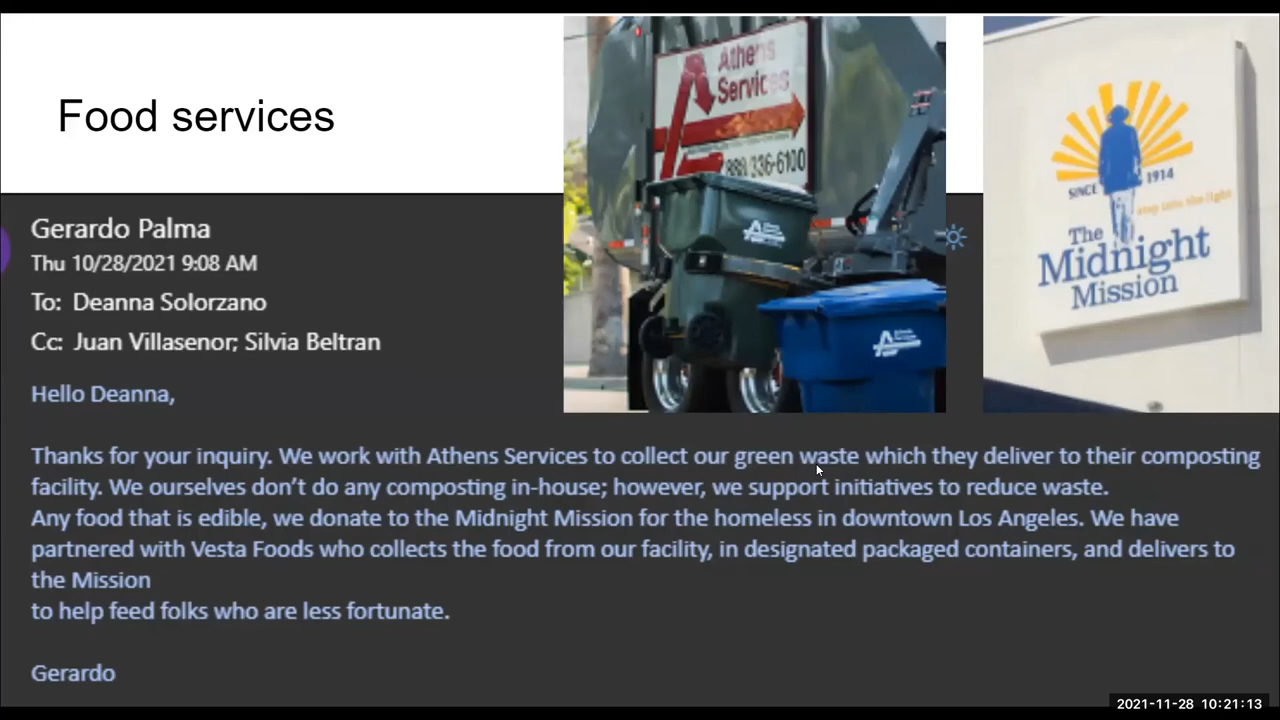 Food services
Athens
Services
888 336-6100
SINCE 1914
step into the light
The
Midnight
Mission
Gerardo Palma
Thu 10/28/2021 9:08 AM
To: Deanna Solorzano
Cc: Juan Villasenor; Silvia Beltran
Hello Deanna,
Thanks for your inquiry. We work with Athens Services to collect our green waste which they deliver to their composting
facility. We ourselves don't do any composting in-house; however, we support initiatives to reduce waste.
Any food that is edible, we donate to the Midnight Mission for the homeless in downtown Los Angeles. We have
partnered with Vesta Foods who collects the food from our facility, in designated packaged containers, and delivers to
the Mission
to help feed folks who are less fortunate.
Gerardo
2021-11-28 10:21:13